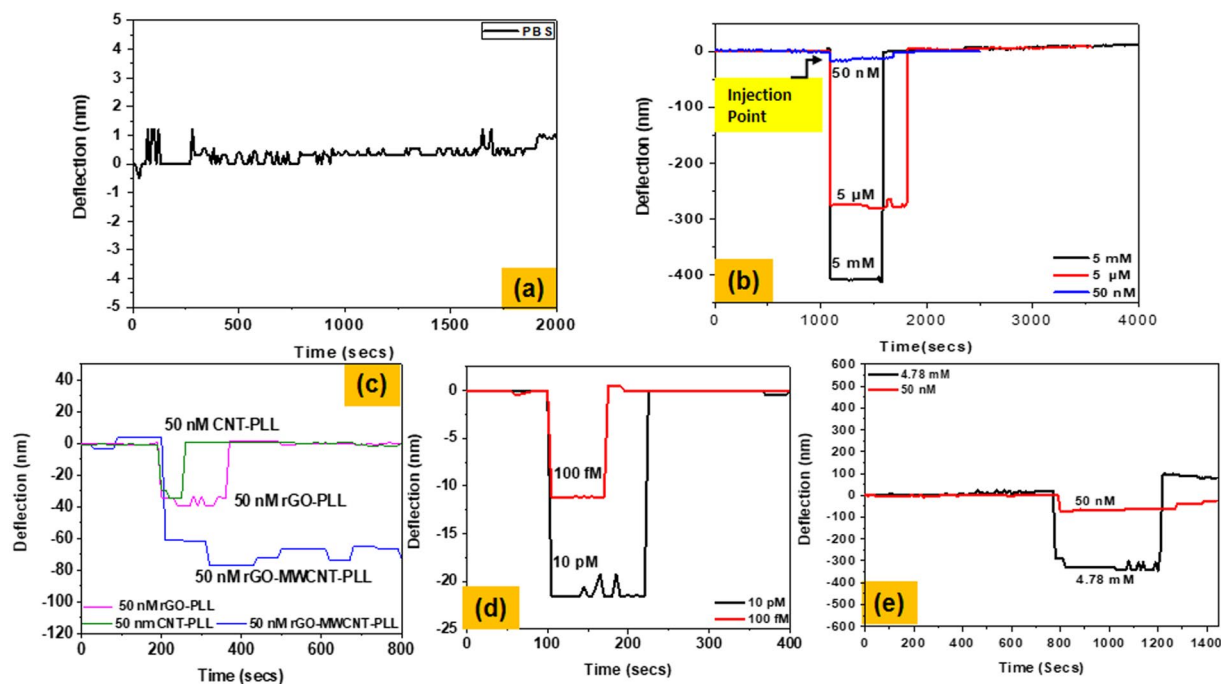 5
4
3
2
1
0
-1
-2
-3
-4
-5
Deflection (nm)
PBS
(a)
0
500
1000
1500
2000
Time (secs)
0
-100
-200
-300
-400
Deflection (nm)
Injection
Point
50 nM
5 µM
5 mM
(b)
5 mM
5 µM
50 nM
0
1000
2000
3000
4000
Time(secs)
40
20
0
-20
-40
-60
-80
-100
-120
Deflection (nm)
(c)
50 nM CNT-PLL
50 nM rGO-PLL
50 nM rGO-MWCNT-PLL
50 nM rGO-PLL
50 nm CNT-PLL
50 nM rGO-MWCNT-PLL
0
200
400
600
800
Time (secs)
0
-5
-10
-15
-20
-25
Deflection (nm)
100 fM
10 pM
(d)
10 pM
100 fM
0
100
200
300
400
Time (secs)
600
500
400
300
200
100
0
-100
-200
-300
-400
-500
-600
Deflection (nm)
4.78 mM
50 nM
50 nM
4.78 mM
(e)
0
200
400
600
800
1000
1200
1400
Time (Secs)